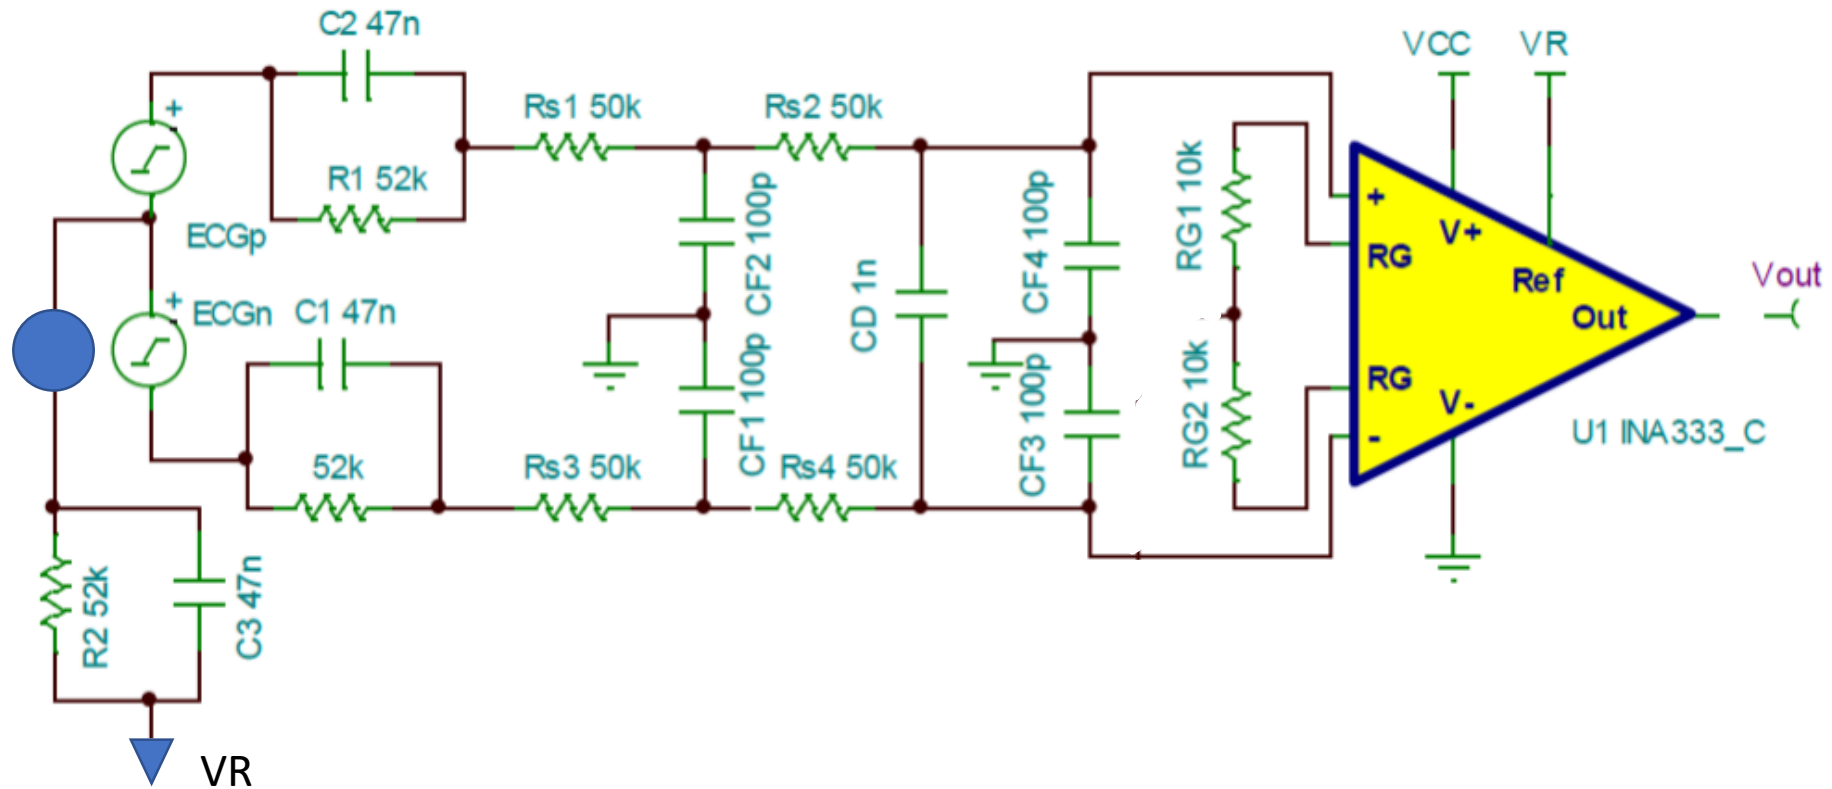 C2 47n
VCC
VR
+
Rs1 50k
Rs2 50k
-
R1 52k
RG1 10k
CF2 100p
CF4 100p
+
V+
RG
ECGp
Ref
Vout
+
ECGn
C1 47n
CD 1n
Out
-
CF1 100p
CF3 100p
RG2 10k
RG
V-
-
U1 INA333_C
52k
Rs3 50k
Rs4 50k
R2 52k
C3 47n
VR